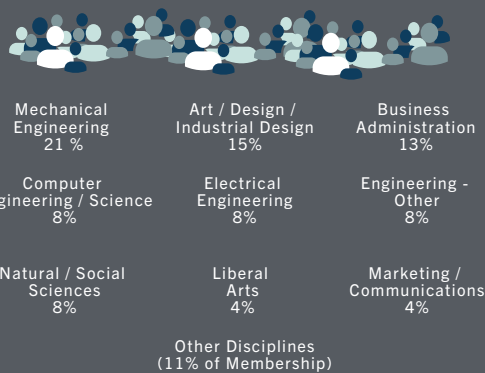 Mechanical
Engineering
21 %
Art / Design /
Industrial Design
15%
Business
Administration
13%
Computer
gineering / Science
8%
Electrical
Engineering
8%
Engineering -
Other
8%
Natural / Social
Sciences
8%
Liberal
Arts
4%
Marketing /
Communications
4%
Other Disciplines
(11% of Membership)